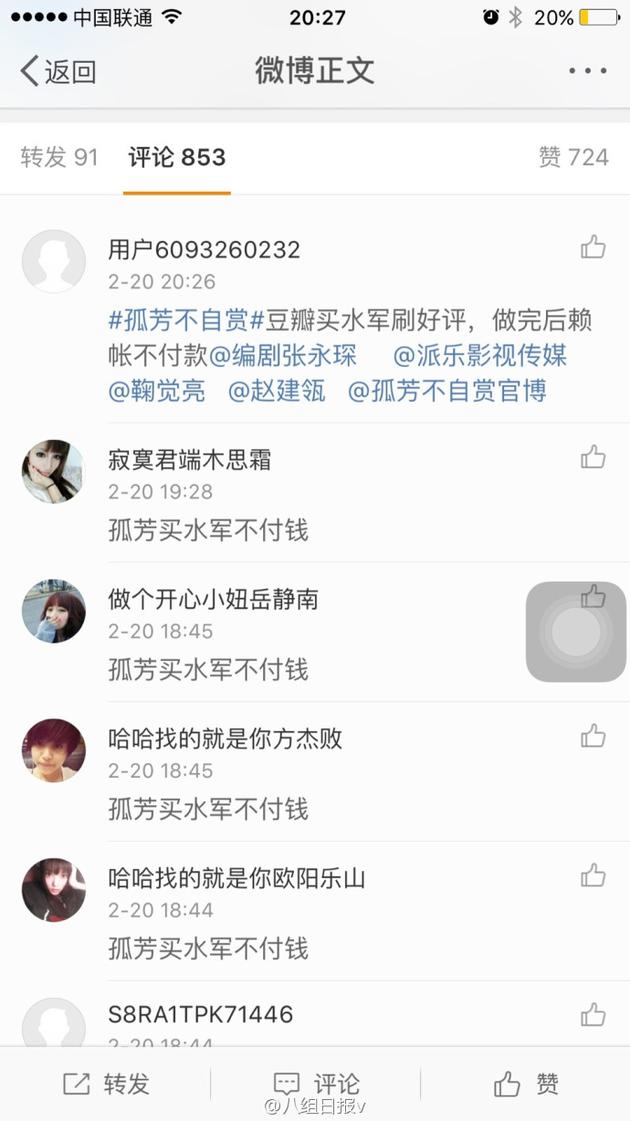 中国联通 20:27 20%
返回 微博正文
转发 91 评论 853 赞 724
用户6093260232
2-20 20:26
#孤芳不自赏#豆瓣买水军刷好评，做完后赖
帐不付款@编剧张永琛 @派乐影视传媒
@鞠觉亮 @赵建瓴 @孤芳不自赏官博
寂寞君端木思霜
2-20 19:28
孤芳买水军不付钱
做个开心小妞岳静南
2-20 18:45
孤芳买水军不付钱
哈哈找的就是你方杰败
2-20 18:45
孤芳买水军不付钱
哈哈找的就是你欧阳乐山
2-20 18:44
孤芳买水军不付钱
S8RA1TPK71446
2-20 18:44
转发 评论 赞
@八组日报v